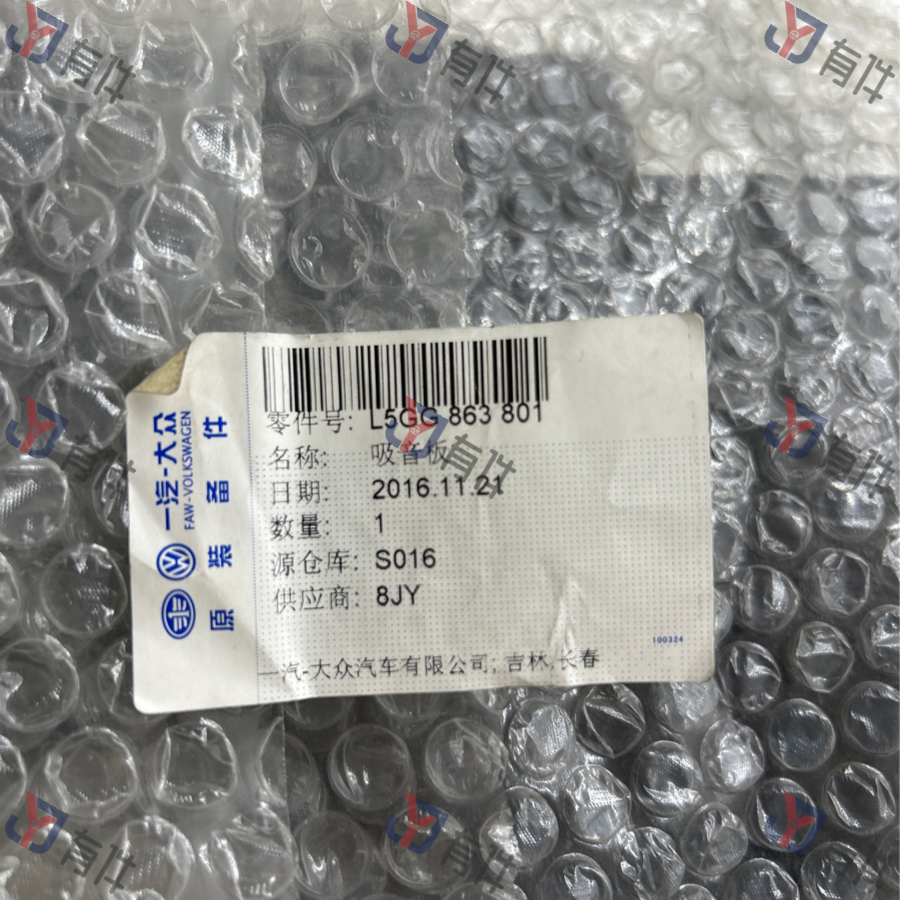 一汽-大众
FAW-VOLKSWAGEN
原装备件
零件号: L5GG 863 801
名称: 吸音板
日期: 2016.11.21
数量: 1
源仓库: S016
供应商: 8JY
100324
一汽-大众汽车有限公司; 吉林,长春
有件
有件
有件
有件
有件
有件
有件
有件
有件